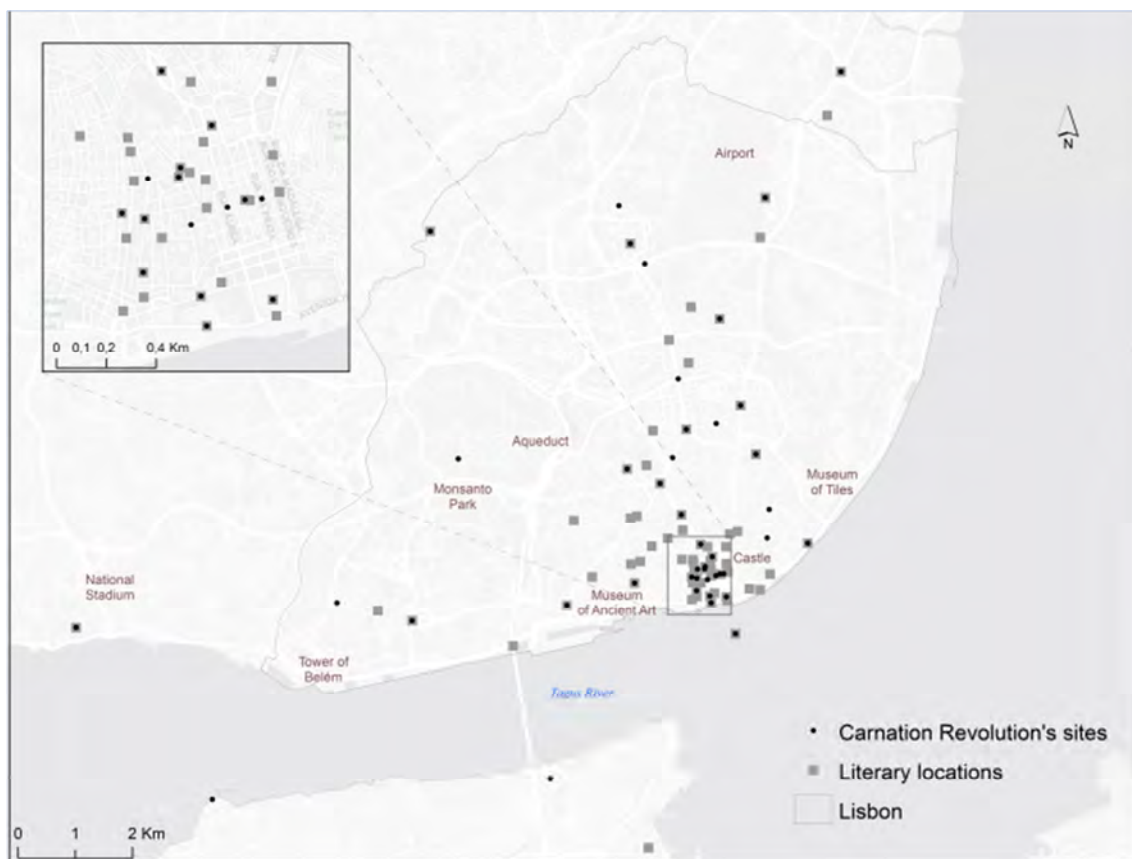 0 0,1 0,2 0,4 Km
Airport
Aqueduct
Monsanto
Park
Museum
of Tiles
National
Stadium
Castle
Museum
of Ancient Art
Tower of
Belém
Tagus River
Carnation Revolution's sites
Literary locations
Lisbon
0 1 2 Km
N